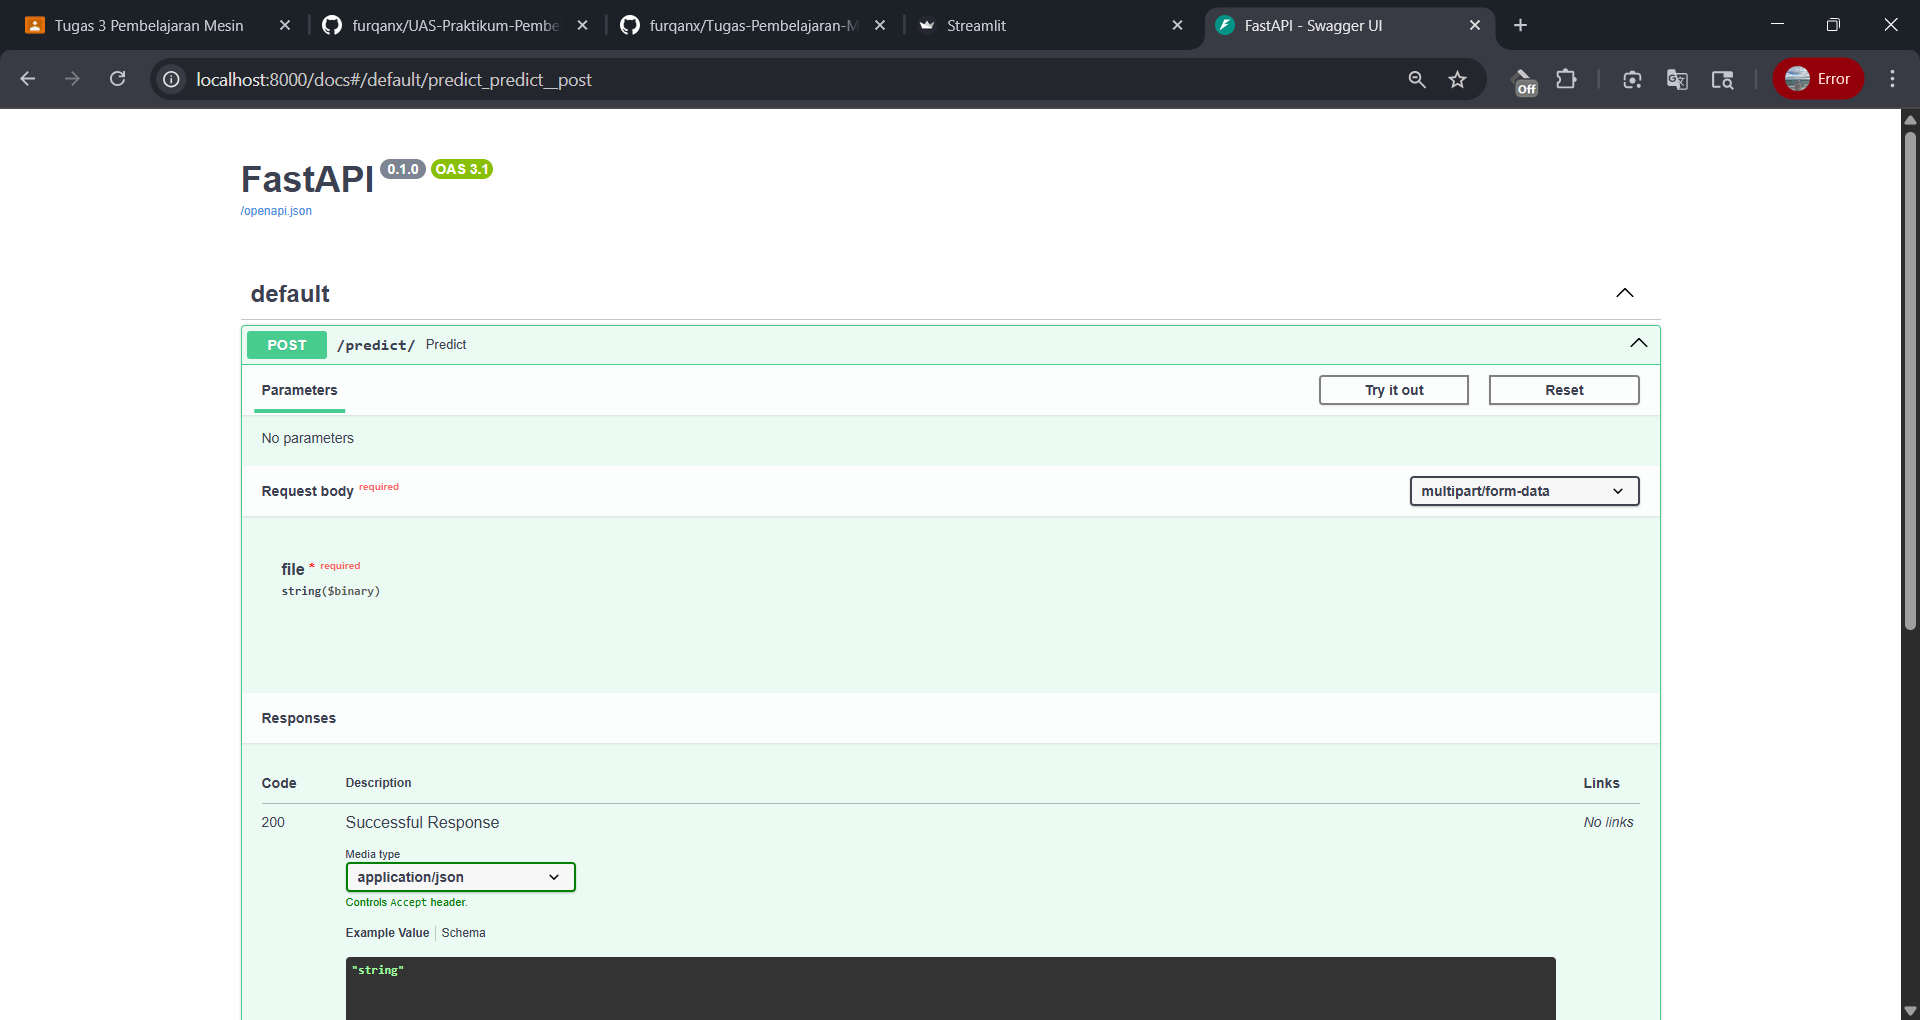 Tugas 3 Pembelajaran Mesin
furqanx/UAS-Praktikum-Pembe
furqanx/Tugas-Pembelajaran-M
Streamlit
FastAPI - Swagger UI
localhost:8000/docs#/default/predict_predict__post
Off
Error
FastAPI 0.1.0 OAS 3.1
/openapi.json
default
POST /predict/ Predict
Parameters
Try it out
Reset
No parameters
Request body required
multipart/form-data
file * required
string($binary)
Responses
Code Description Links
200 Successful Response No links
Media type
application/json
Controls Accept header.
Example Value Schema
"string"